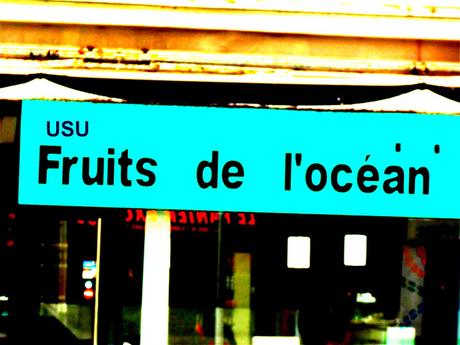 USU
Fruits de l'océan